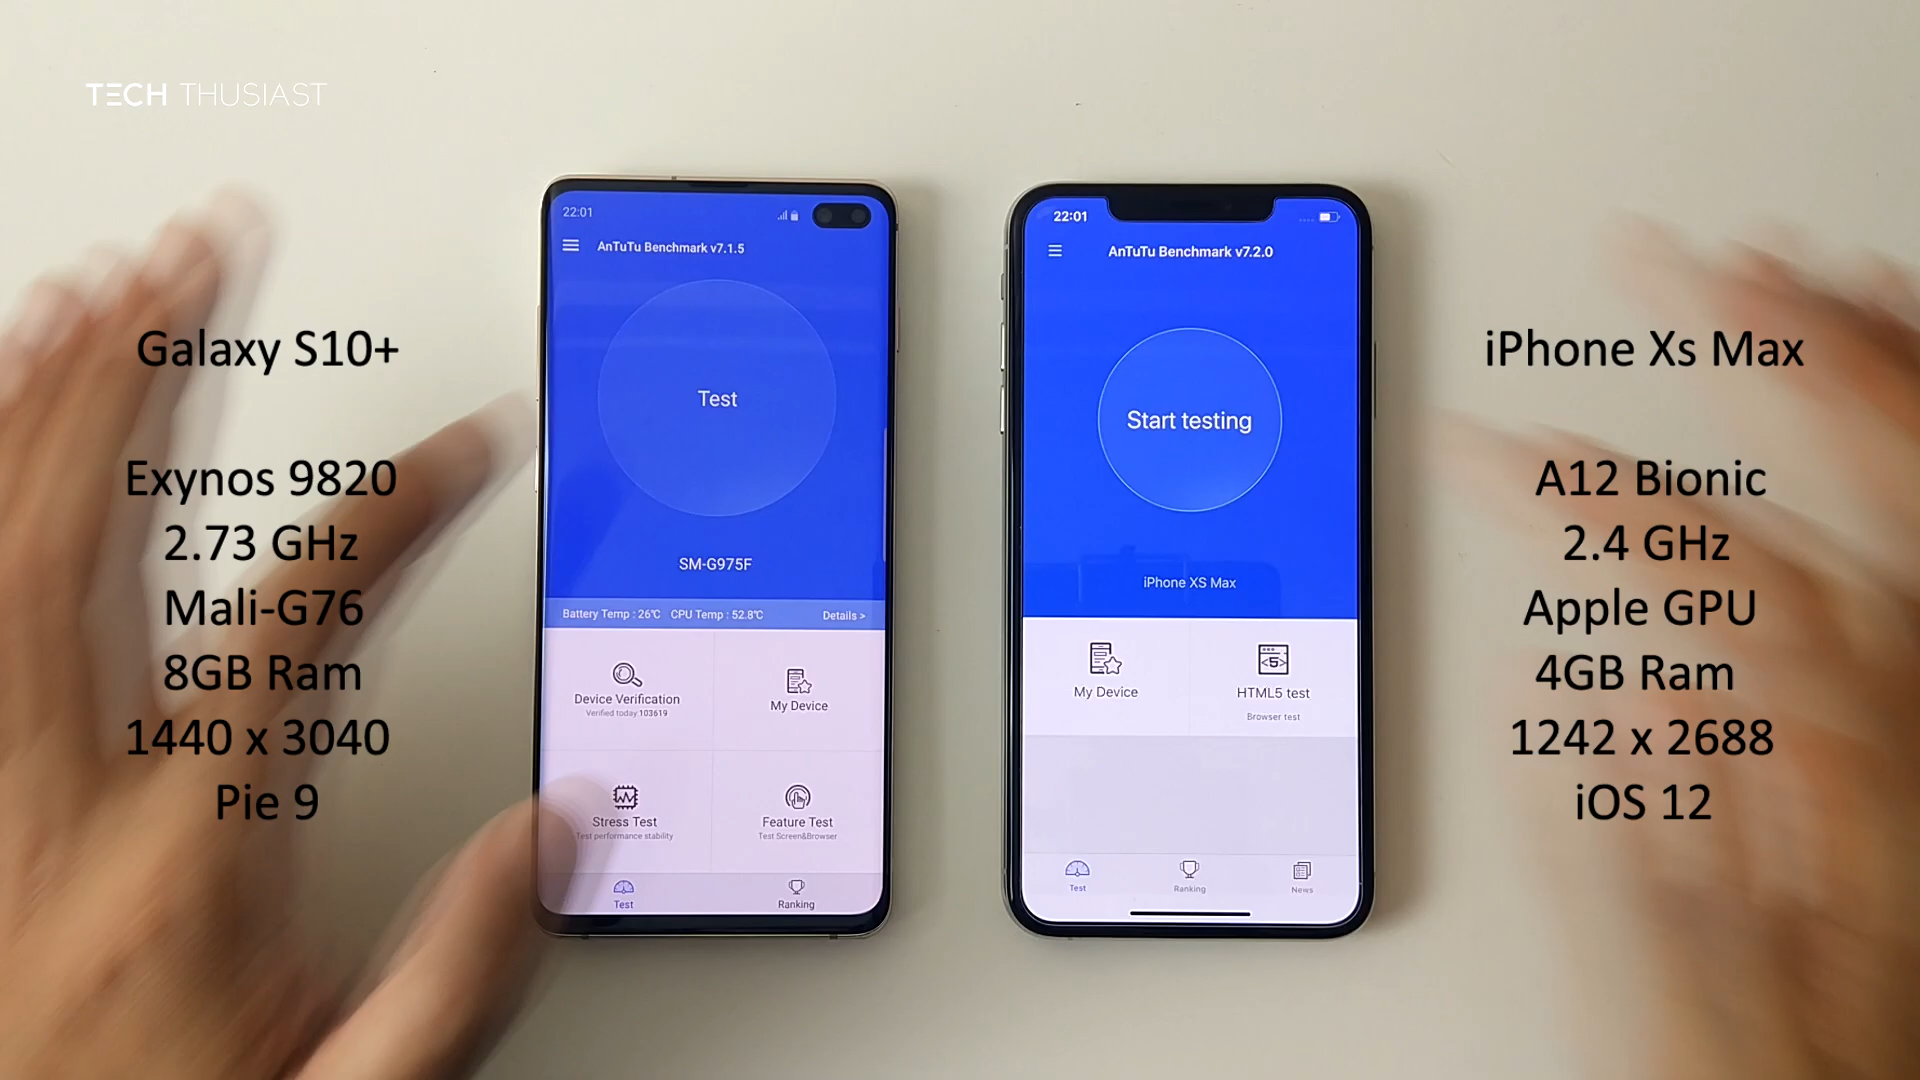 TECH THUSIAST
Galaxy S10+
Exynos 9820
2.73 GHz
Mali-G76
8GB Ram
1440 x 3040
Pie 9
22:01
AnTuTu Benchmark v7.1.5
Test
SM-G975F
Battery Temp : 26℃ CPU Temp : 52.8℃ Details >
Device Verification
Verified today:103619
My Device
Stress Test
Test performance stability
Feature Test
Test Screen&Browser
Test
Ranking
22:01
AnTuTu Benchmark v7.2.0
Start testing
iPhone XS Max
My Device
HTML5 test
Browser test
Test
Ranking
News
iPhone Xs Max
A12 Bionic
2.4 GHz
Apple GPU
4GB Ram
1242 x 2688
iOS 12